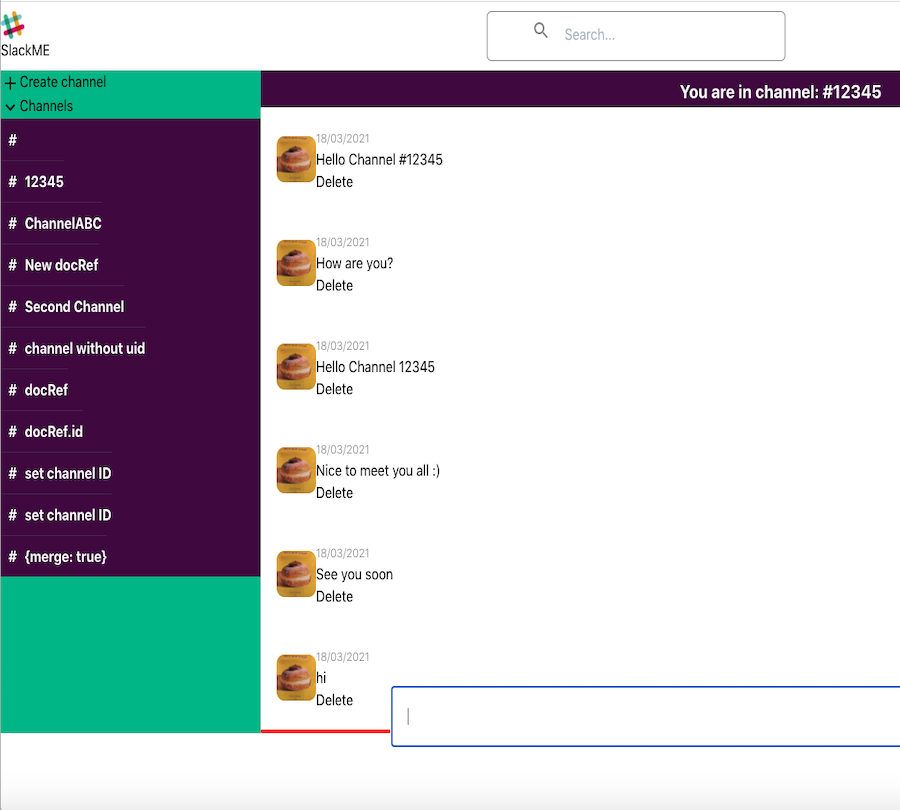 SlackME
Search...
Create channel
Channels
#
# 12345
# ChannelABC
# New docRef
# Second Channel
# channel without uid
# docRef
# docRef.id
# set channel ID
# set channel ID
# {merge: true}
You are in channel: #12345
18/03/2021
Hello Channel #12345
Delete
18/03/2021
How are you?
Delete
18/03/2021
Hello Channel 12345
Delete
18/03/2021
Nice to meet you all :)
Delete
18/03/2021
See you soon
Delete
18/03/2021
hi
Delete